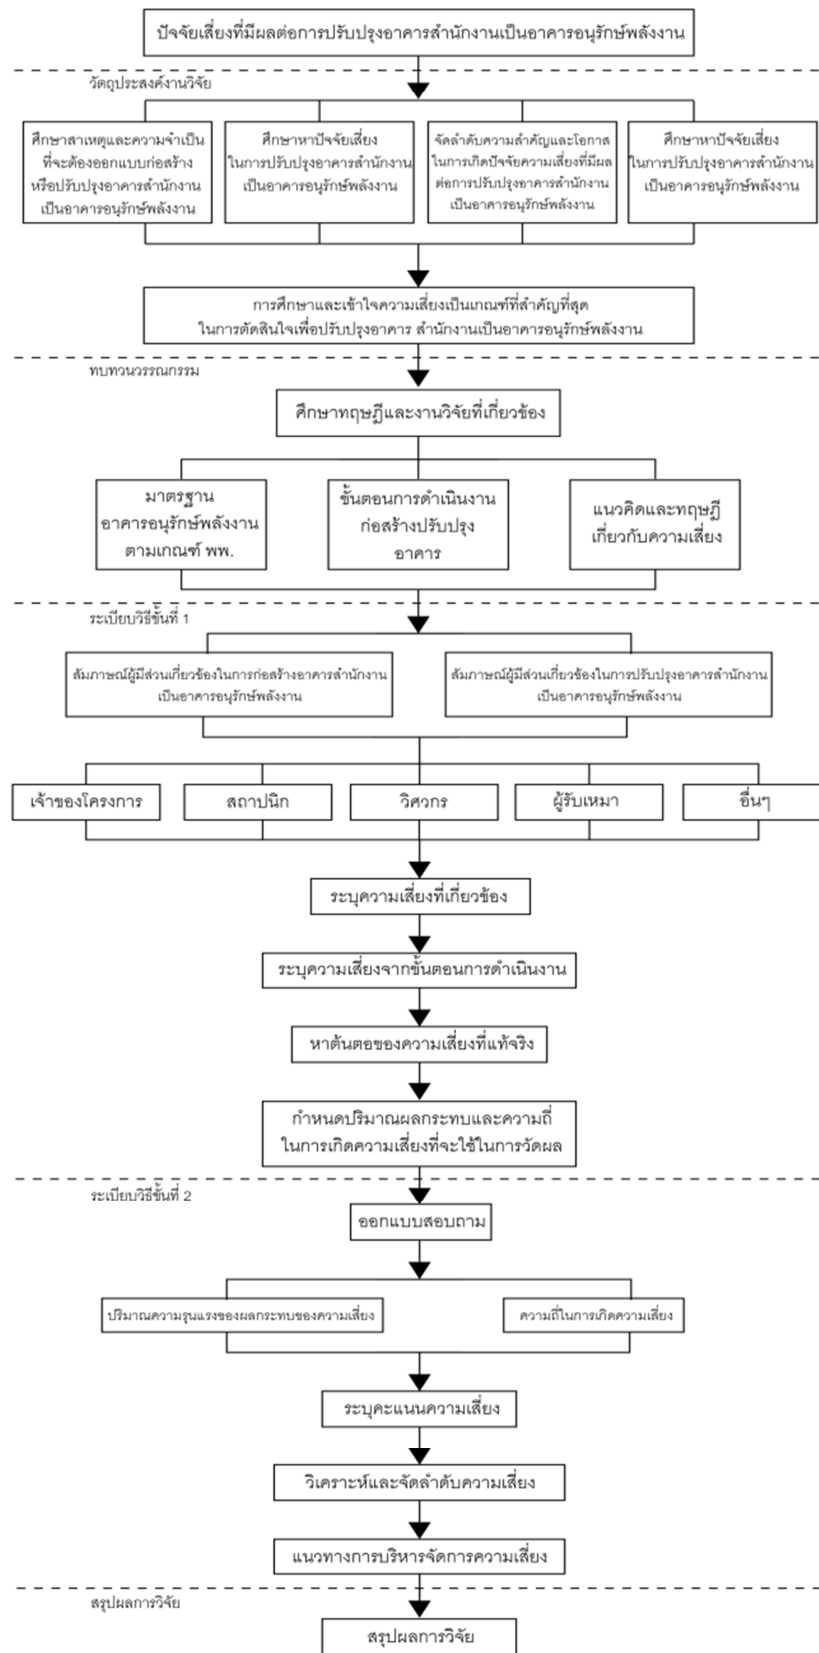 ปัจจัยเสี่ยงที่มีผลต่อการปรับปรุงอาคารสำนักงานเป็นอาคารอนุรักษ์พลังงาน
วัตถุประสงค์งานวิจัย
ศึกษาสาเหตุและความจำเป็น
ที่จะต้องออกแบบก่อสร้าง
หรือปรับปรุงอาคารสำนักงาน
เป็นอาคารอนุรักษ์พลังงาน
ศึกษาหาปัจจัยเสี่ยง
ในการปรับปรุงอาคารสำนักงาน
เป็นอาคารอนุรักษ์พลังงาน
จัดลำดับความสำคัญและโอกาส
ในการเกิดปัจจัยความเสี่ยงที่มีผล
ต่อการปรับปรุงอาคารสำนักงาน
เป็นอาคารอนุรักษ์พลังงาน
ศึกษาหาปัจจัยเสี่ยง
ในการปรับปรุงอาคารสำนักงาน
เป็นอาคารอนุรักษ์พลังงาน
การศึกษาและเข้าใจความเสี่ยงเป็นเกณฑ์ที่สำคัญที่สุด
ในการตัดสินใจเพื่อปรับปรุงอาคาร สำนักงานเป็นอาคารอนุรักษ์พลังงาน
ทบทวนวรรณกรรม
ศึกษาทฤษฎีและงานวิจัยที่เกี่ยวข้อง
มาตรฐาน
อาคารอนุรักษ์พลังงาน
ตามเกณฑ์ พพ.
ขั้นตอนการดำเนินงาน
ก่อสร้างปรับปรุง
อาคาร
แนวคิดและทฤษฎี
เกี่ยวกับความเสี่ยง
ระเบียบวิธีขั้นที่ 1
สัมภาษณ์ผู้มีส่วนเกี่ยวข้องในการก่อสร้างอาคารสำนักงาน
เป็นอาคารอนุรักษ์พลังงาน
สัมภาษณ์ผู้มีส่วนเกี่ยวข้องในการปรับปรุงอาคารสำนักงาน
เป็นอาคารอนุรักษ์พลังงาน
เจ้าของโครงการ
สถาปนิก
วิศวกร
ผู้รับเหมา
อื่นๆ
ระบุความเสี่ยงที่เกี่ยวข้อง
ระบุความเสี่ยงจากขั้นตอนการดำเนินงาน
หาต้นตอของความเสี่ยงที่แท้จริง
กำหนดปริมาณผลกระทบและความถี่
ในการเกิดความเสี่ยงที่จะใช้ในการวัดผล
ระเบียบวิธีขั้นที่ 2
ออกแบบสอบถาม
ปริมาณความรุนแรงของผลกระทบของความเสี่ยง
ความถี่ในการเกิดความเสี่ยง
ระบุคะแนนความเสี่ยง
วิเคราะห์และจัดลำดับความเสี่ยง
แนวทางการบริหารจัดการความเสี่ยง
สรุปผลการวิจัย
สรุปผลการวิจัย